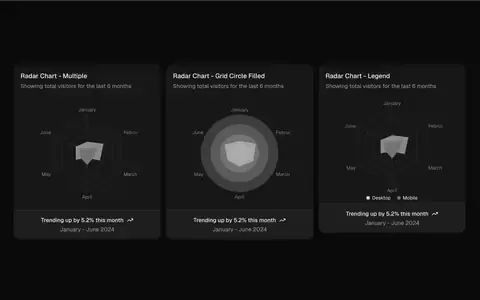 Radar Chart - Multiple
Showing total visitors for the last 6 months
January
June
Febru
May
March
April
Trending up by 5.2% this month
January - June 2024
Radar Chart - Grid Circle Filled
Showing total visitors for the last 6 months
January
June
Febru
May
March
April
Trending up by 5.2% this month
January - June 2024
Radar Chart - Legend
Showing total visitors for the last 6 months
January
June
Febru
May
March
April
Desktop
Mobile
Trending up by 5.2% this month
January - June 2024